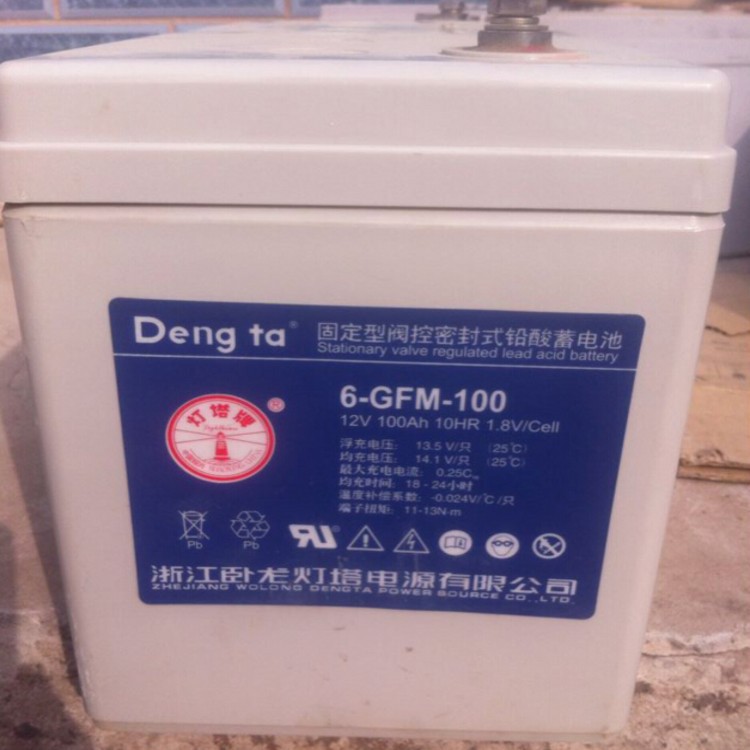 Deng ta®
固定型阀控密封式铅酸蓄电池
Stationary valve regulated lead acid battery
灯塔牌 ®
6-GFM-100
12V 100Ah 10HR 1.8V/Cell
浮充电压: 13.5 V/只 (25℃)
均充电压: 14.1 V/只 (25℃)
最大充电电流: 0.25C
均充时间: 18 - 24小时
温度补偿系数: -0.024V/℃/只
端子扭矩: 11-13N·m
Pb Pb
浙江卧龙灯塔电源有限公司
ZHEJIANG WOLONG DENGTA POWER SOURCE CO.,LTD.